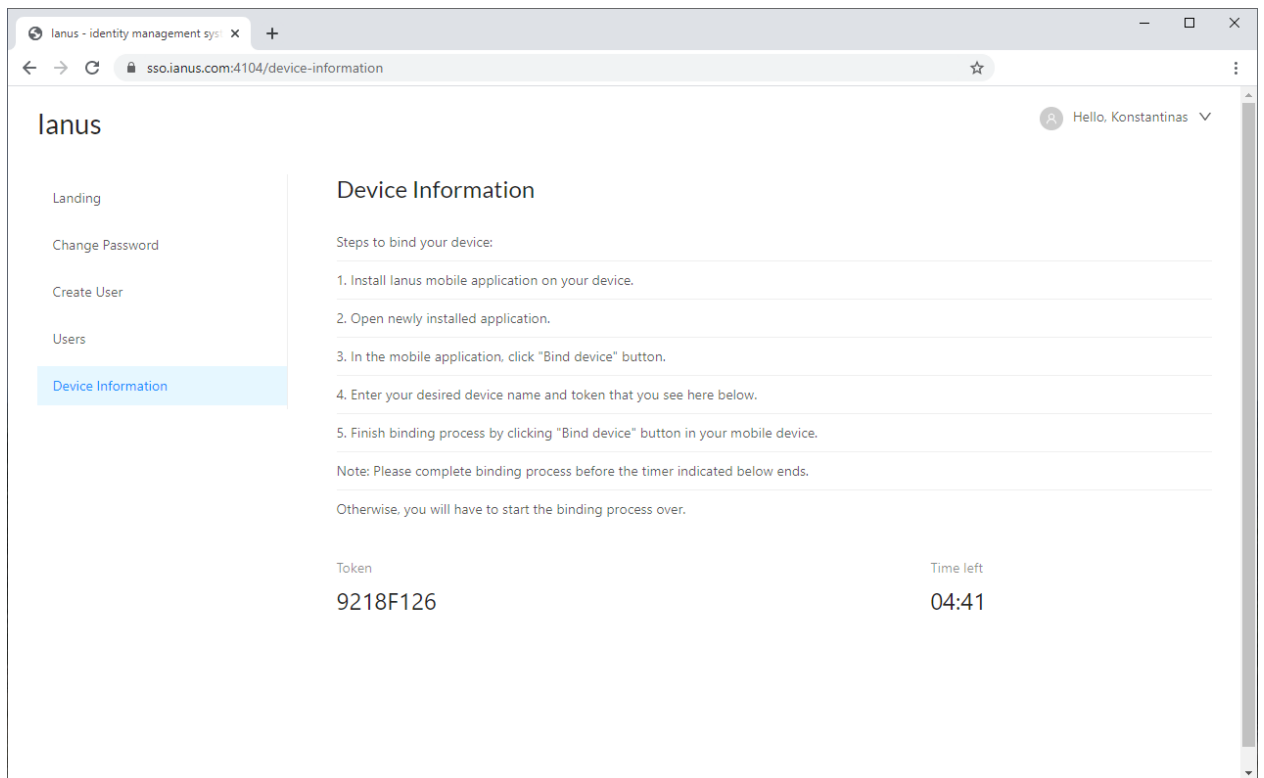 Ianus - identity management sys
sso.ianus.com:4104/device-information
Ianus
Hello, Konstantinas
Landing
Change Password
Create User
Users
Device Information
Device Information
Steps to bind your device:
1. Install Ianus mobile application on your device.
2. Open newly installed application.
3. In the mobile application, click "Bind device" button.
4. Enter your desired device name and token that you see here below.
5. Finish binding process by clicking "Bind device" button in your mobile device.
Note: Please complete binding process before the timer indicated below ends.
Otherwise, you will have to start the binding process over.
Token
9218F126
Time left
04:41